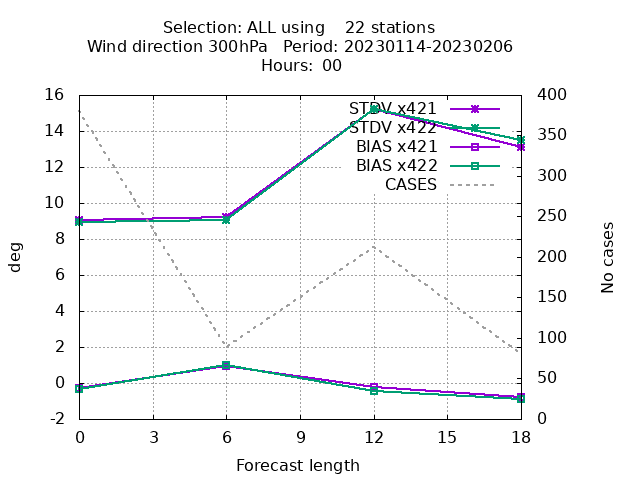 Selection: ALL using    22 stations
Wind direction 300hPa   Period: 20230114-20230206
Hours: 00
16
14
12
10
8
6
4
2
0
-2
400
350
300
250
200
150
100
50
0
STDV x421
STDV x422
BIAS x421
BIAS x422
CASES
deg
No cases
0 3 6 9 12 15 18
Forecast length